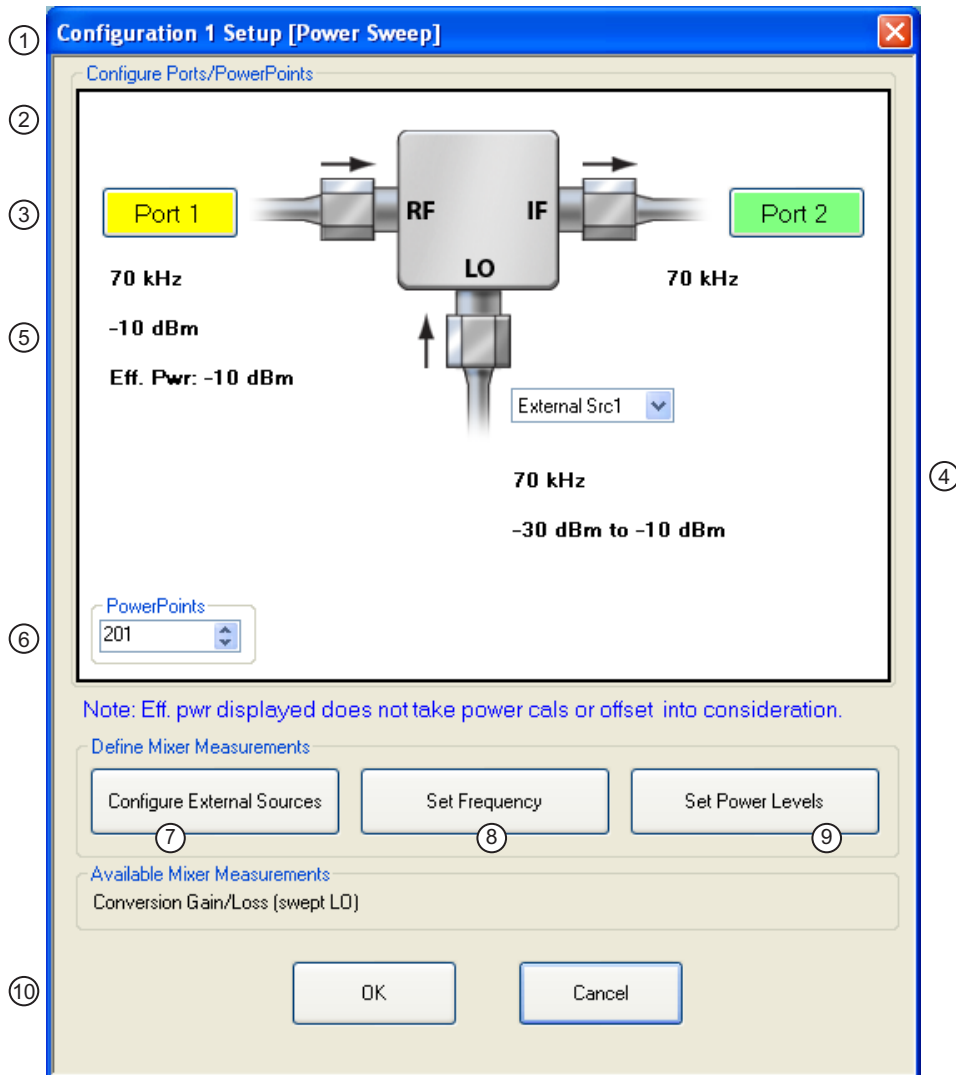 ① Configuration 1 Setup [Power Sweep]
Configure Ports/PowerPoints
②
③ Port 1 RF IF Port 2
LO
70 kHz 70 kHz
⑤ -10 dBm
Eff. Pwr: -10 dBm
External Src1
④
70 kHz
-30 dBm to -10 dBm
PowerPoints
⑥ 201
Note: Eff. pwr displayed does not take power cals or offset into consideration.
Define Mixer Measurements
Configure External Sources Set Frequency Set Power Levels
⑦ ⑧ ⑨
Available Mixer Measurements
Conversion Gain/Loss (swept LO)
⑩ OK Cancel